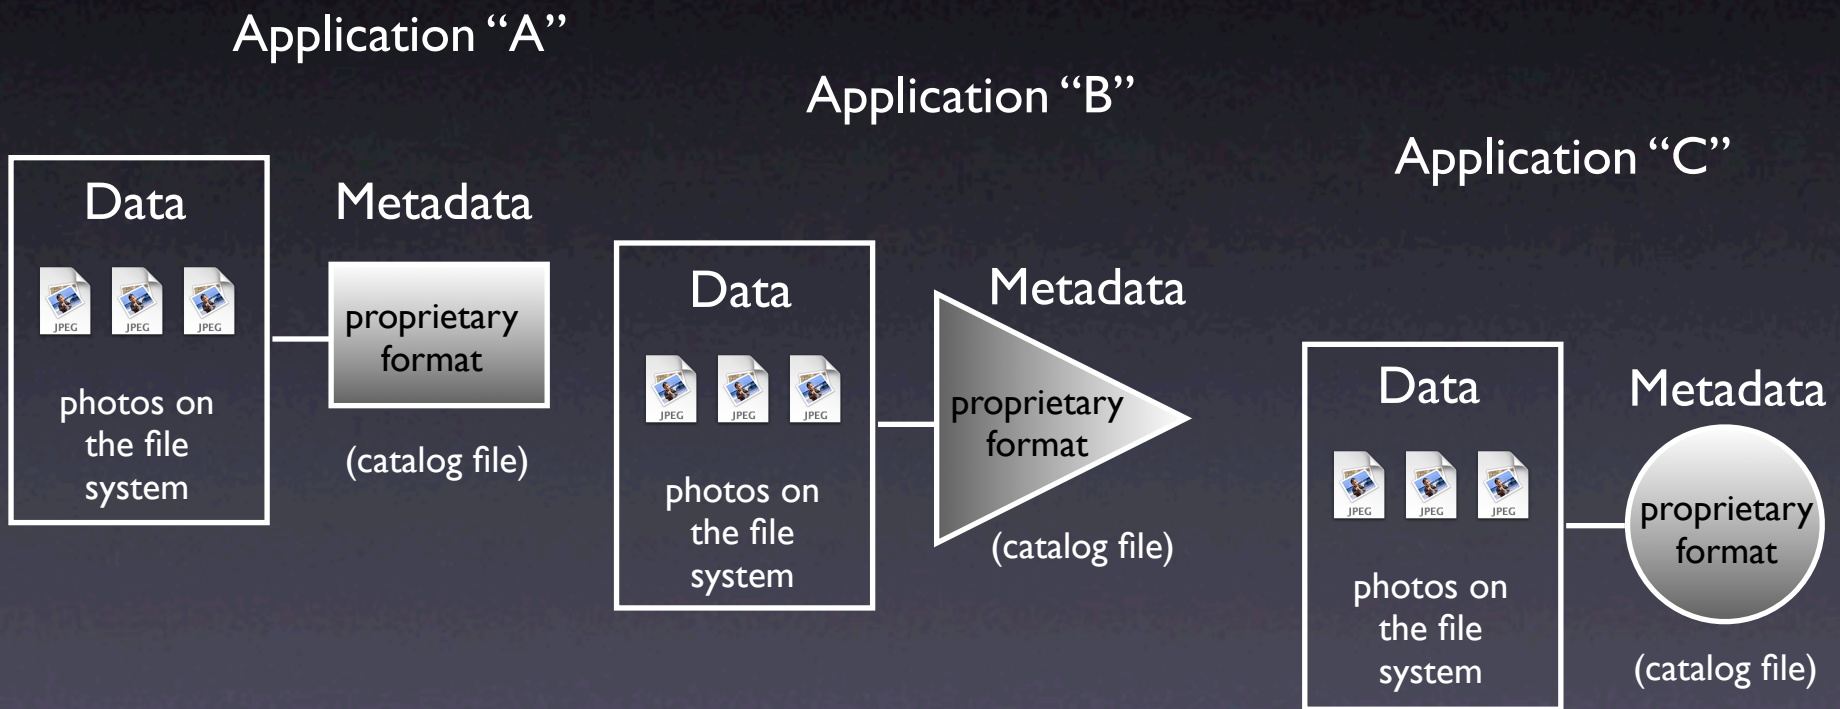 Application “A”
Data
JPEG JPEG JPEG
photos on
the file
system
Metadata
proprietary
format
(catalog file)
Application “B”
Data
JPEG JPEG JPEG
photos on
the file
system
Metadata
proprietary
format
(catalog file)
Application “C”
Data
JPEG JPEG JPEG
photos on
the file
system
Metadata
proprietary
format
(catalog file)